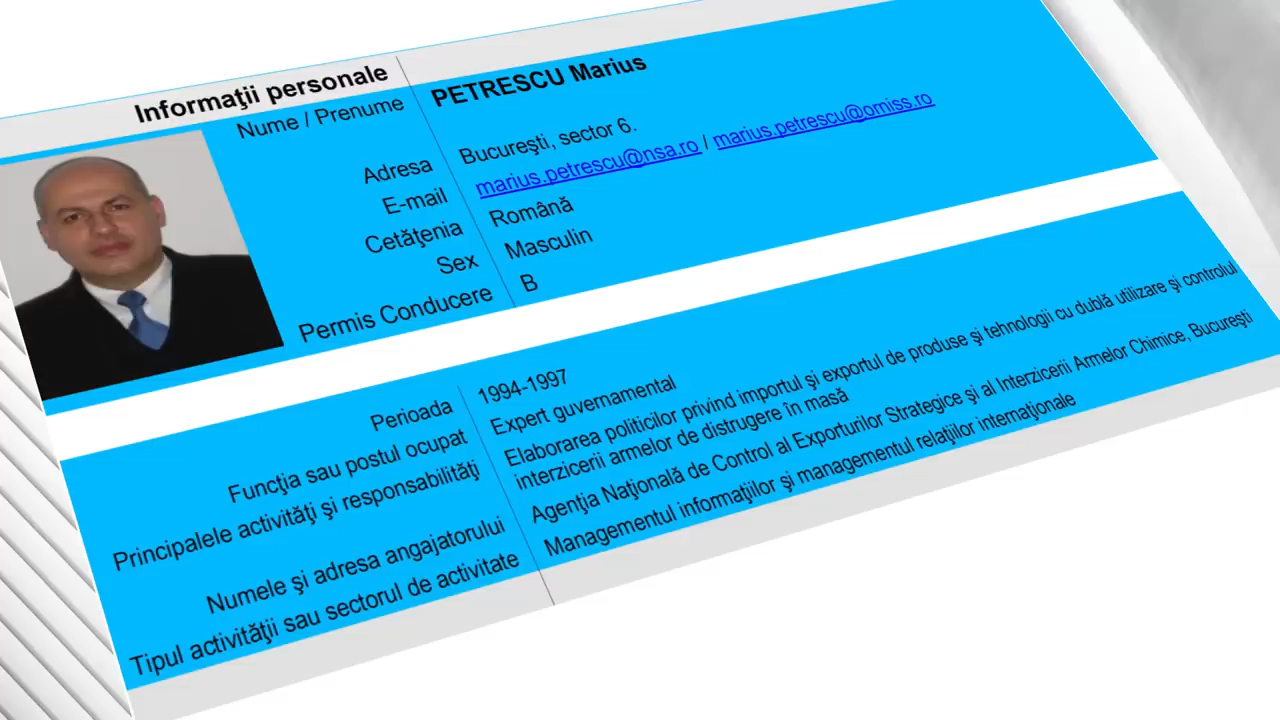 Informaţii personale
Nume / Prenume PETRESCU Marius
Adresa Bucureşti, sector 6.
E-mail marius.petrescu@nsa.ro / marius.petrescu@orniss.ro
Cetăţenia Română
Sex Masculin
Permis Conducere B
Perioada 1994-1997
Funcţia sau postul ocupat Expert guvernamental
Principalele activităţi şi responsabilităţi Elaborarea politicilor privind importul şi exportul de produse şi tehnologii cu dublă utilizare şi controlul
interzicerii armelor de distrugere în masă
Numele şi adresa angajatorului Agenţia Naţională de Control al Exporturilor Strategice şi al Interzicerii Armelor Chimice, Bucureşti
Tipul activităţii sau sectorul de activitate Managementul informaţiilor şi managementul relaţiilor internaţionale